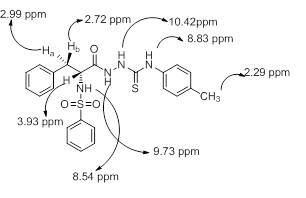 2.99 ppm
2.72 ppm
10.42ppm
8.83 ppm
Ha
Hb
O
H
N
H
N
N
H
S
2.29 ppm
CH3
H
NH
O=S=O
3.93 ppm
9.73 ppm
8.54 ppm